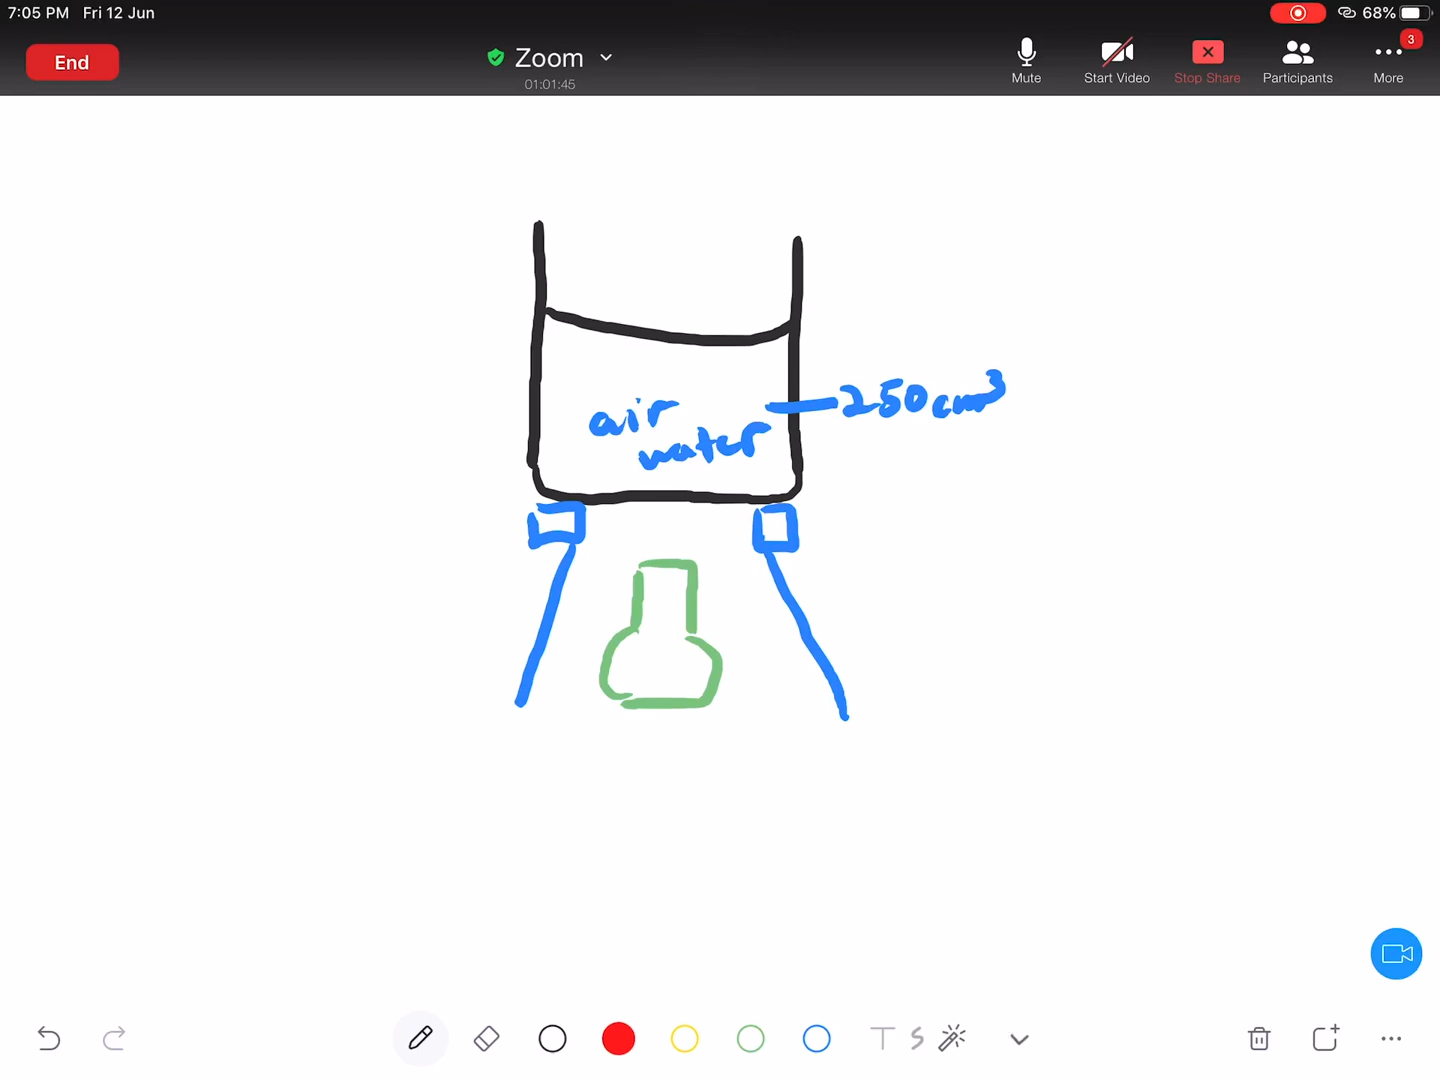 7:05 PM Fri 12 Jun
68%
End
Zoom
01:01:45
Mute
Start Video
Stop Share
Participants
3
More
250cm³
air
water
T